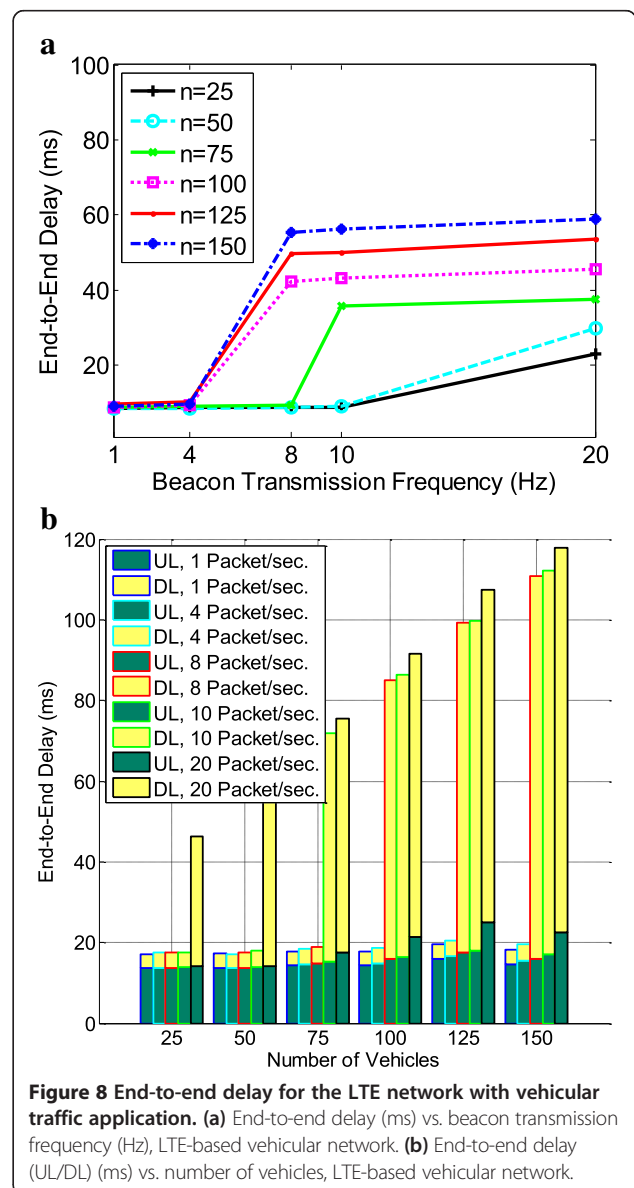 a
100
80
60
40
20
End-to-End Delay (ms)
n=25
n=50
n=75
n=100
n=125
n=150
1 4 8 10 20
Beacon Transmission Frequency (Hz)
b
120
100
80
60
40
20
0
End-to-End Delay (ms)
UL, 1 Packet/sec.
DL, 1 Packet/sec.
UL, 4 Packet/sec.
DL, 4 Packet/sec.
UL, 8 Packet/sec.
DL, 8 Packet/sec.
UL, 10 Packet/sec.
DL, 10 Packet/sec.
UL, 20 Packet/sec.
DL, 20 Packet/sec.
25 50 75 100 125 150
Number of Vehicles
Figure 8 End-to-end delay for the LTE network with vehicular
traffic application. (a) End-to-end delay (ms) vs. beacon transmission
frequency (Hz), LTE-based vehicular network. (b) End-to-end delay
(UL/DL) (ms) vs. number of vehicles, LTE-based vehicular network.